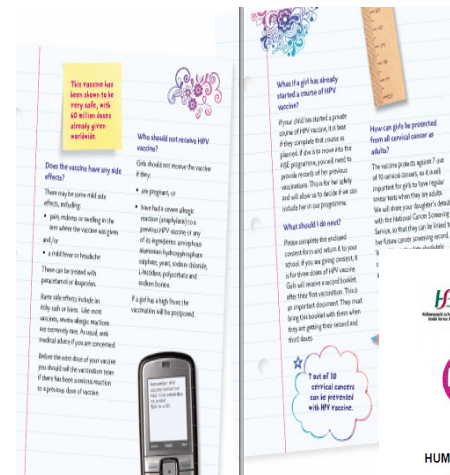 This vaccine has
been shown to be
very safe, with
60 million doses
already given
worldwide.
Does the vaccine have any side
effects?
There may be some mild side
effects, including:
• pain, redness or swelling in the
arm where the vaccine was given
and/or
• a mild fever or headache
These can be treated with
paracetamol or ibuprofen.
Rarer side effects include an
itchy rash or hives. Like most
vaccines, severe allergic reactions
are extremely rare. As usual, seek
medical advice if you are concerned.
Before the next dose of your vaccine
you should tell the vaccination team
if there has been a serious reaction
to a previous dose of vaccine.
Who should not receive HPV
vaccine?
Girls should not receive the vaccine
if they:
• are pregnant, or
• have had a severe allergic
reaction (anaphylaxis) to a
previous HPV vaccine or any
of its ingredients: amorphous
aluminium hydroxyphosphate
sulphate, yeast, sodium chloride,
L-histidine, polysorbate and
sodium borate.
If a girl has a high fever, the
vaccination will be postponed.
What if a girl has already
started a course of HPV
vaccine?
If your child has started a private
course of HPV vaccine, it is best
if they complete that course as
planned. If she is to move into the
HSE programme, you will need to
provide records of her previous
vaccinations. This is for her safety
and will allow us to decide if we can
include her in our programme.
What should I do next?
Please complete the enclosed
consent form and return it to your
school. If you are giving consent, it
is for three doses of HPV vaccine.
Girls will receive a record booklet
after their first vaccination. This is
an important document. They must
bring this booklet with them when
they are getting their second and
third doses.
7 out of 10
cervical cancers
can be prevented
with HPV vaccine.
How can girls be protected
from all cervical cancer as
adults?
The vaccine protects against 7 out
of 10 cervical cancers, so it is still
important for girls to have regular
smear tests when they are adults.
We will share your daughter's details
with the National Cancer Screening
Service, so that they can be linked to
her future cancer screening record.
HUM